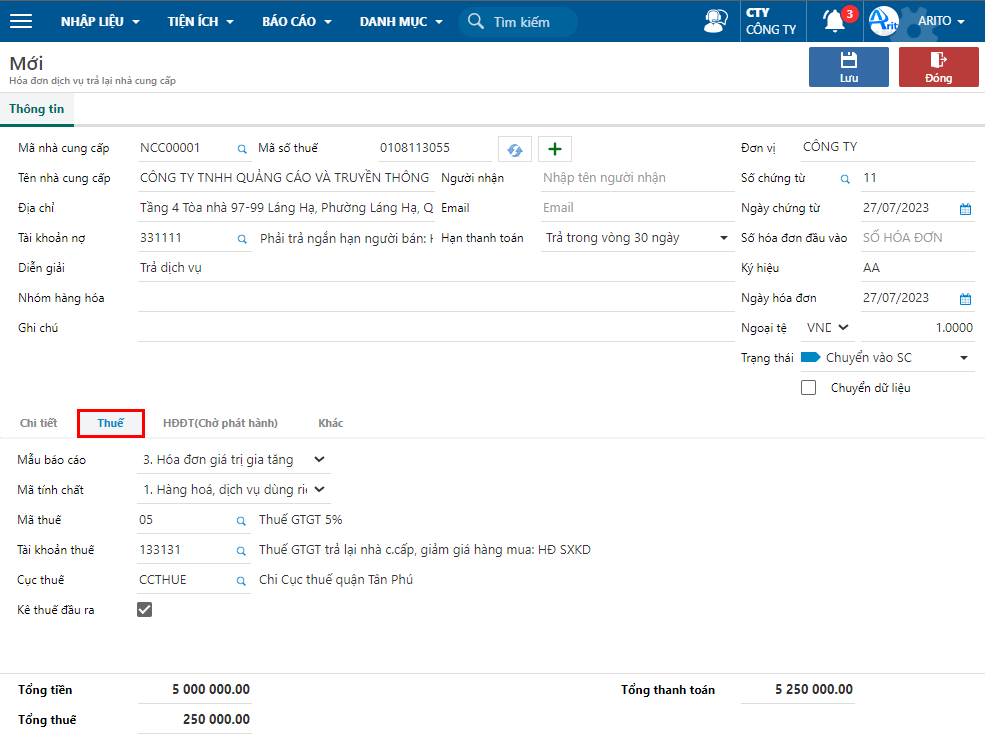 NHẬP LIỆU TIỆN ÍCH BÁO CÁO DANH MỤC Tìm kiếm CTY CÔNG TY 3 Arito ARITO
Mới
Hóa đơn dịch vụ trả lại nhà cung cấp
Lưu Đóng
Thông tin
Mã nhà cung cấp NCC00001 Mã số thuế 0108113055 Đơn vị CÔNG TY
Tên nhà cung cấp CÔNG TY TNHH QUẢNG CÁO VÀ TRUYỀN THÔNG Người nhận Nhập tên người nhận Số chứng từ 11
Địa chỉ Tầng 4 Tòa nhà 97-99 Láng Hạ, Phường Láng Hạ, Q Email Email Ngày chứng từ 27/07/2023
Tài khoản nợ 331111 Phải trả ngắn hạn người bán: H Hạn thanh toán Trả trong vòng 30 ngày Số hóa đơn đầu vào SỐ HÓA ĐƠN
Diễn giải Trả dịch vụ Ký hiệu AA
Nhóm hàng hóa Ngày hóa đơn 27/07/2023
Ghi chú Ngoại tệ VND 1.0000
Trạng thái Chuyển vào SC
Chuyển dữ liệu
Chi tiết Thuế HĐĐT(Chờ phát hành) Khác
Mẫu báo cáo 3. Hóa đơn giá trị gia tăng
Mã tính chất 1. Hàng hoá, dịch vụ dùng riê
Mã thuế 05 Thuế GTGT 5%
Tài khoản thuế 133131 Thuế GTGT trả lại nhà c.cấp, giảm giá hàng mua: HĐ SXKD
Cục thuế CCTHUE Chi Cục thuế quận Tân Phú
Kê thuế đầu ra
Tổng tiền 5 000 000.00 Tổng thanh toán 5 250 000.00
Tổng thuế 250 000.00